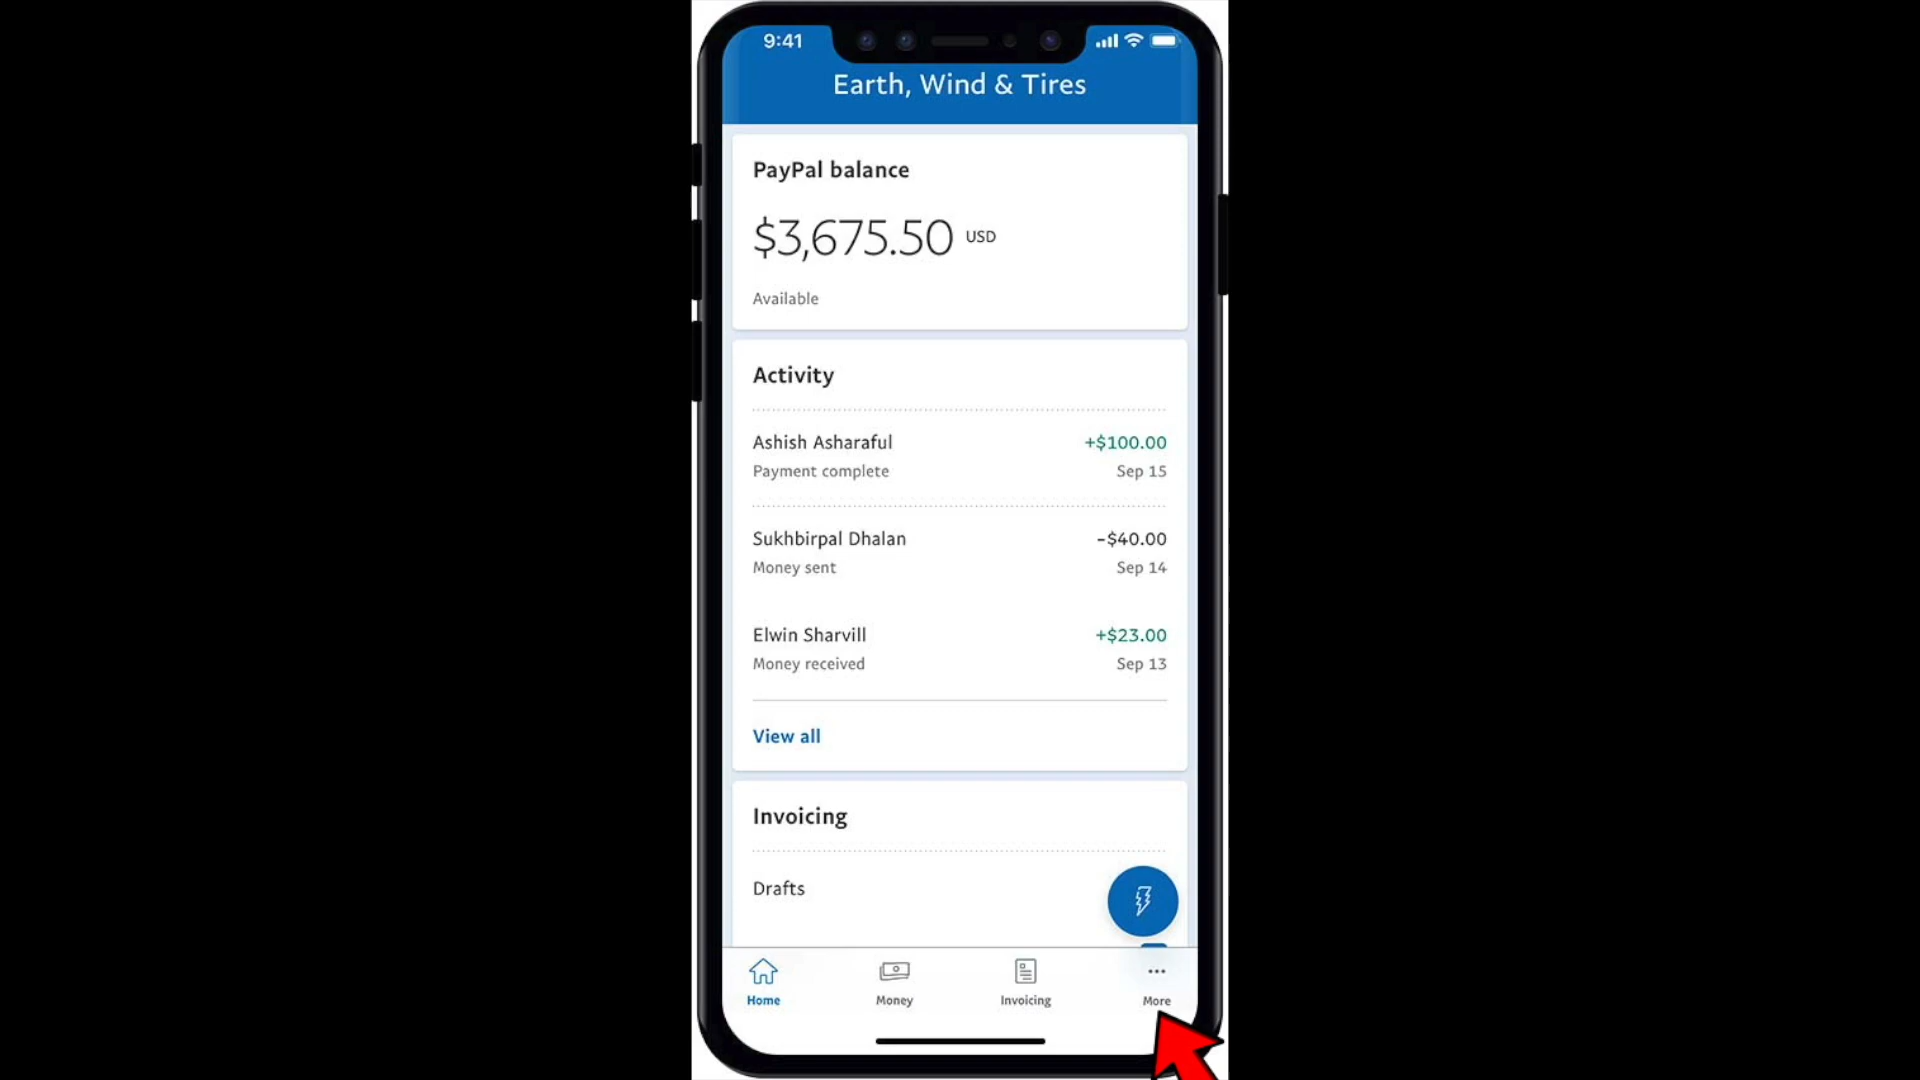 9:41
Earth, Wind & Tires
PayPal balance
$3,675.50 USD
Available
Activity
Ashish Asharaful +$100.00
Payment complete Sep 15
Sukhbirpal Dhalan -$40.00
Money sent Sep 14
Elwin Sharvill +$23.00
Money received Sep 13
View all
Invoicing
Drafts
Home Money Invoicing More